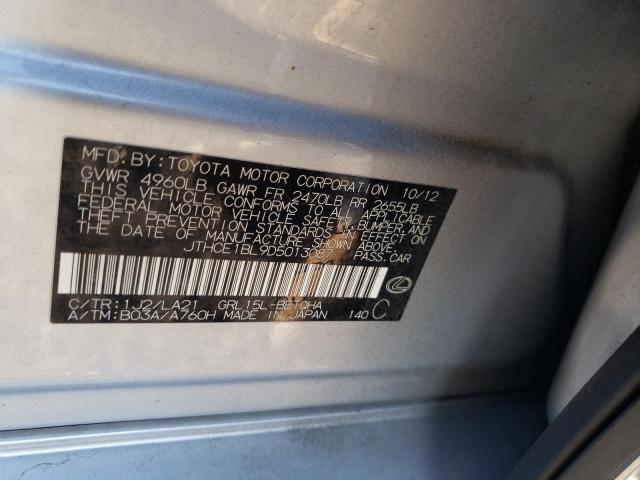 MFD. BY: TOYOTA MOTOR CORPORATION 10/12
GVWR 4960LB GAWR FR 2470LB RR 2655LB
THIS VEHICLE CONFORMS TO ALL APPLICABLE
FEDERAL MOTOR VEHICLE SAFETY, BUMPER, AND
THEFT PREVENTION STANDARDS IN EFFECT ON
THE DATE OF MANUFACTURE SHOWN ABOVE.
JTHCE1BL9D5013087 PASS.CAR
C/TR:1J2/LA21 GRL15L-BETQHA
A/TM:B03A/A760H MADE IN JAPAN 140 C